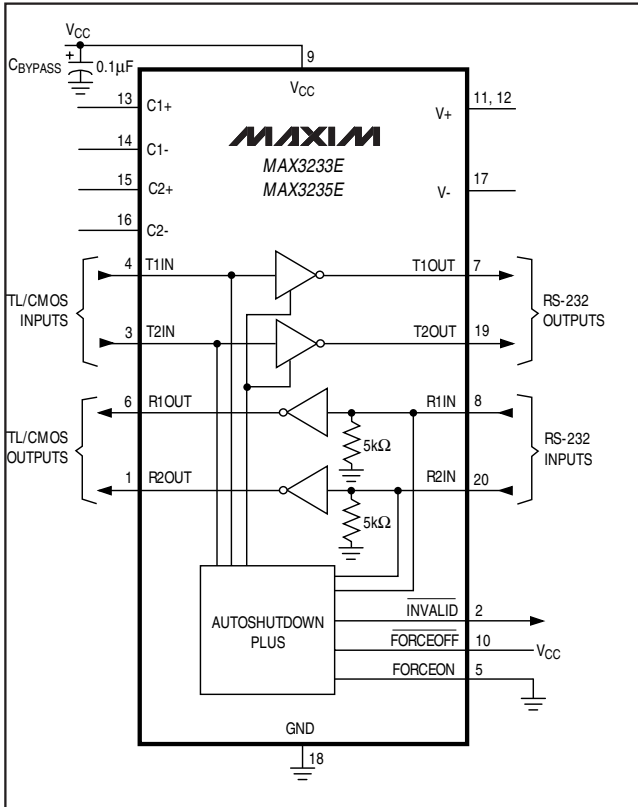 VCC
CBYPASS + 0.1µF
9
VCC
13 C1+
V+ 11, 12
14 C1-
MAXIM
MAX3233E
MAX3235E
15 C2+
V- 17
16 C2-
4 T1IN
T1OUT 7
TL/CMOS
INPUTS
RS-232
OUTPUTS
3 T2IN
T2OUT 19
6 R1OUT
R1IN 8
5kΩ
TL/CMOS
OUTPUTS
RS-232
INPUTS
1 R2OUT
R2IN 20
5kΩ
AUTOSHUTDOWN
PLUS
INVALID 2
FORCEOFF 10 VCC
FORCEON 5
GND
18